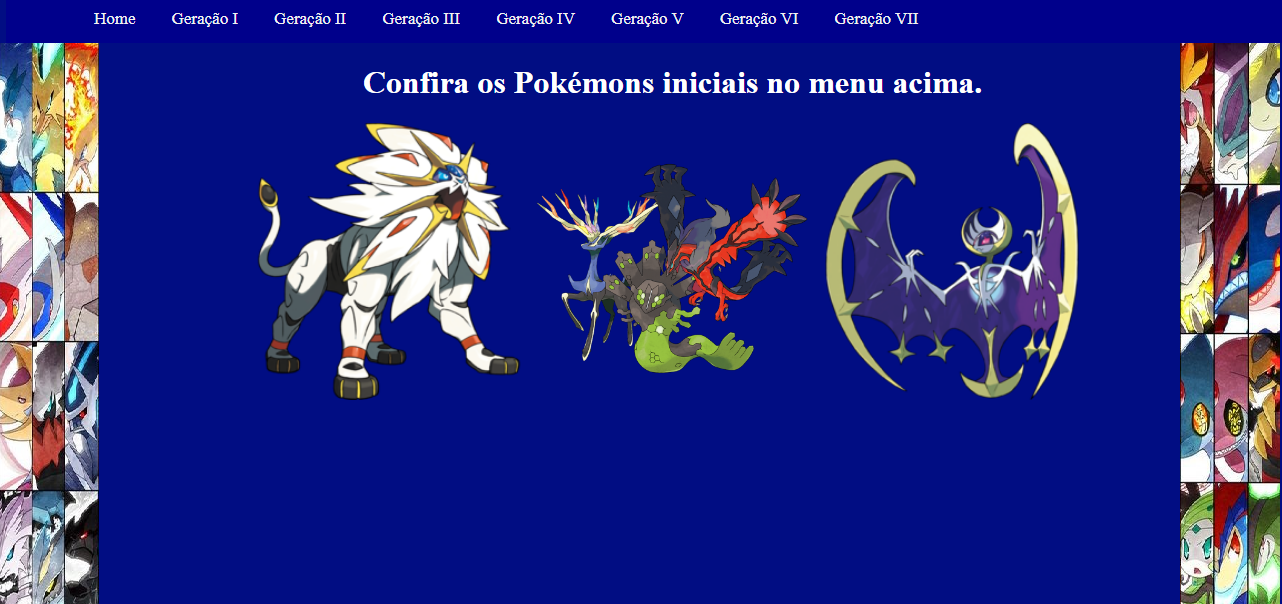 Home Geração I Geração II Geração III Geração IV Geração V Geração VI Geração VII
Confira os Pokémons iniciais no menu acima.